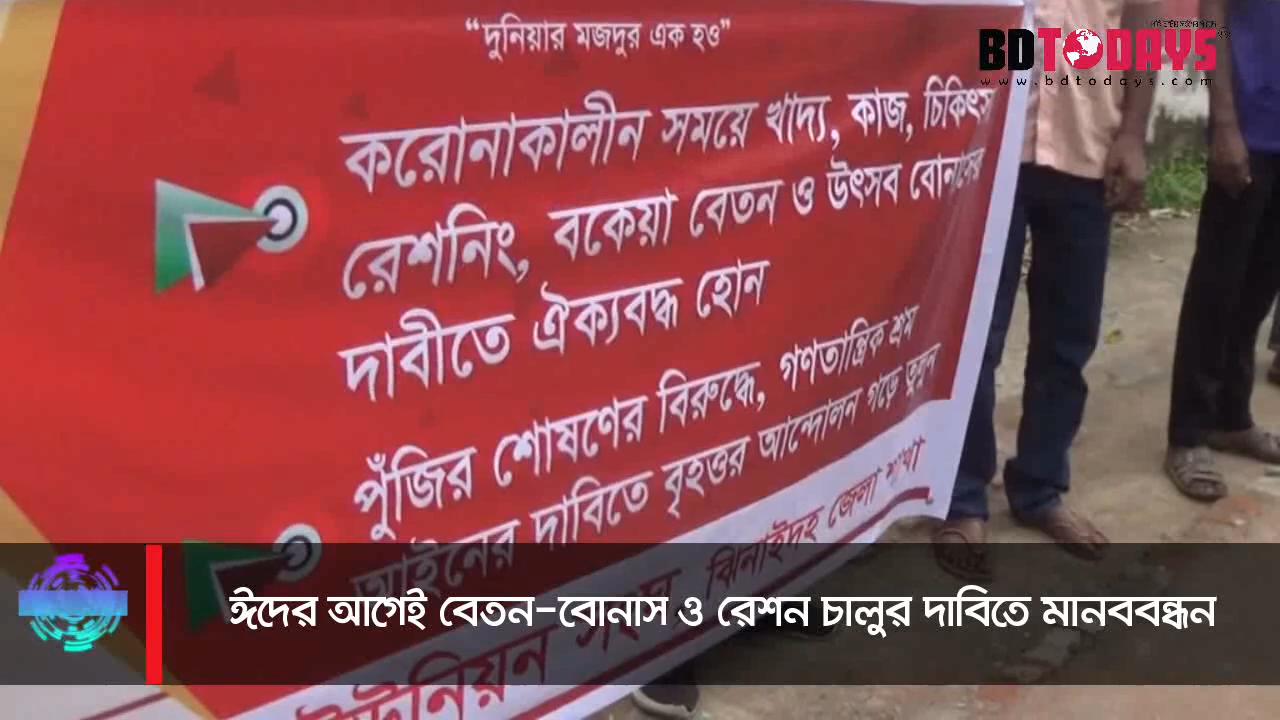 “দুনিয়ার মজদুর এক হও”
BDTODAYS
www.bdtodays.com
করোনাকালীন সময়ে খাদ্য, কাজ, চিকিৎস
রেশনিং, বকেয়া বেতন ও উৎসব বোনাসের
দাবীতে ঐক্যবদ্ধ হোন
পুঁজির শোষণের বিরুদ্ধে, গণতান্ত্রিক শ্রম
আইনের দাবিতে বৃহত্তর আন্দোলন গড়ে তুলুন
ঝিনাইদহ জেলা শাখা
ঈদের আগেই বেতন-বোনাস ও রেশন চালুর দাবিতে মানববন্ধন